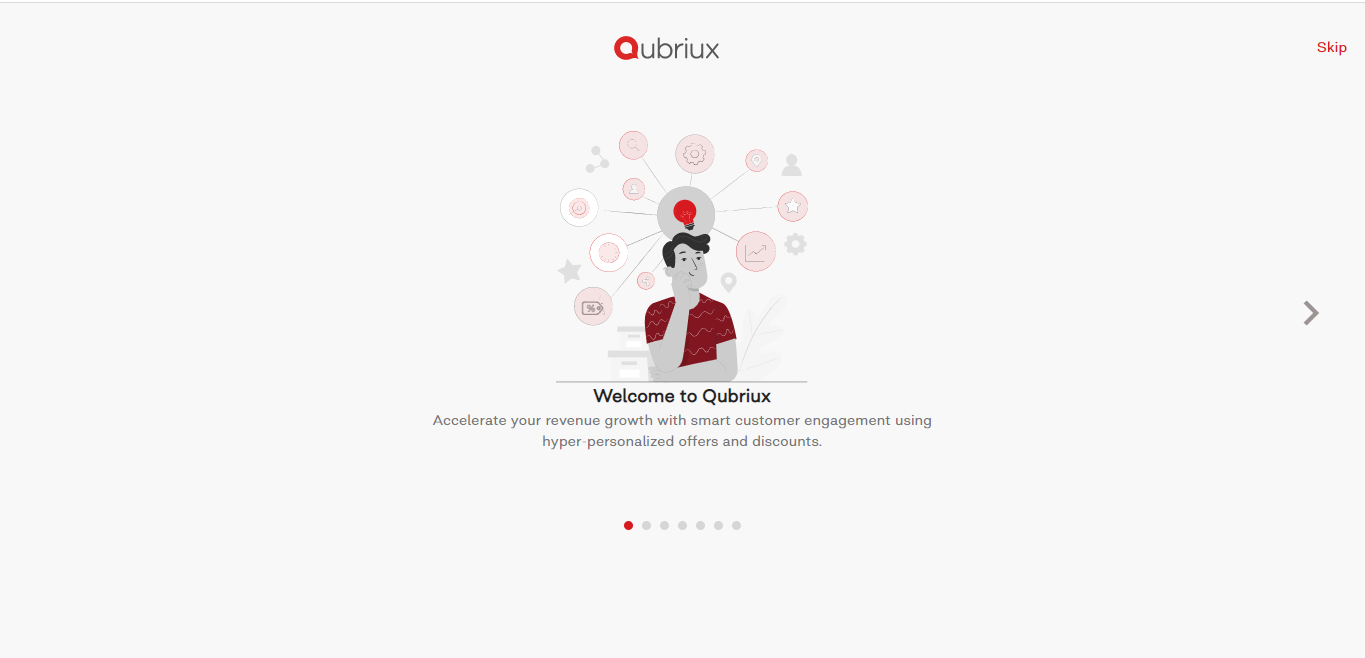 Qubriux
Skip
%
Welcome to Qubriux
Accelerate your revenue growth with smart customer engagement using
hyper-personalized offers and discounts.